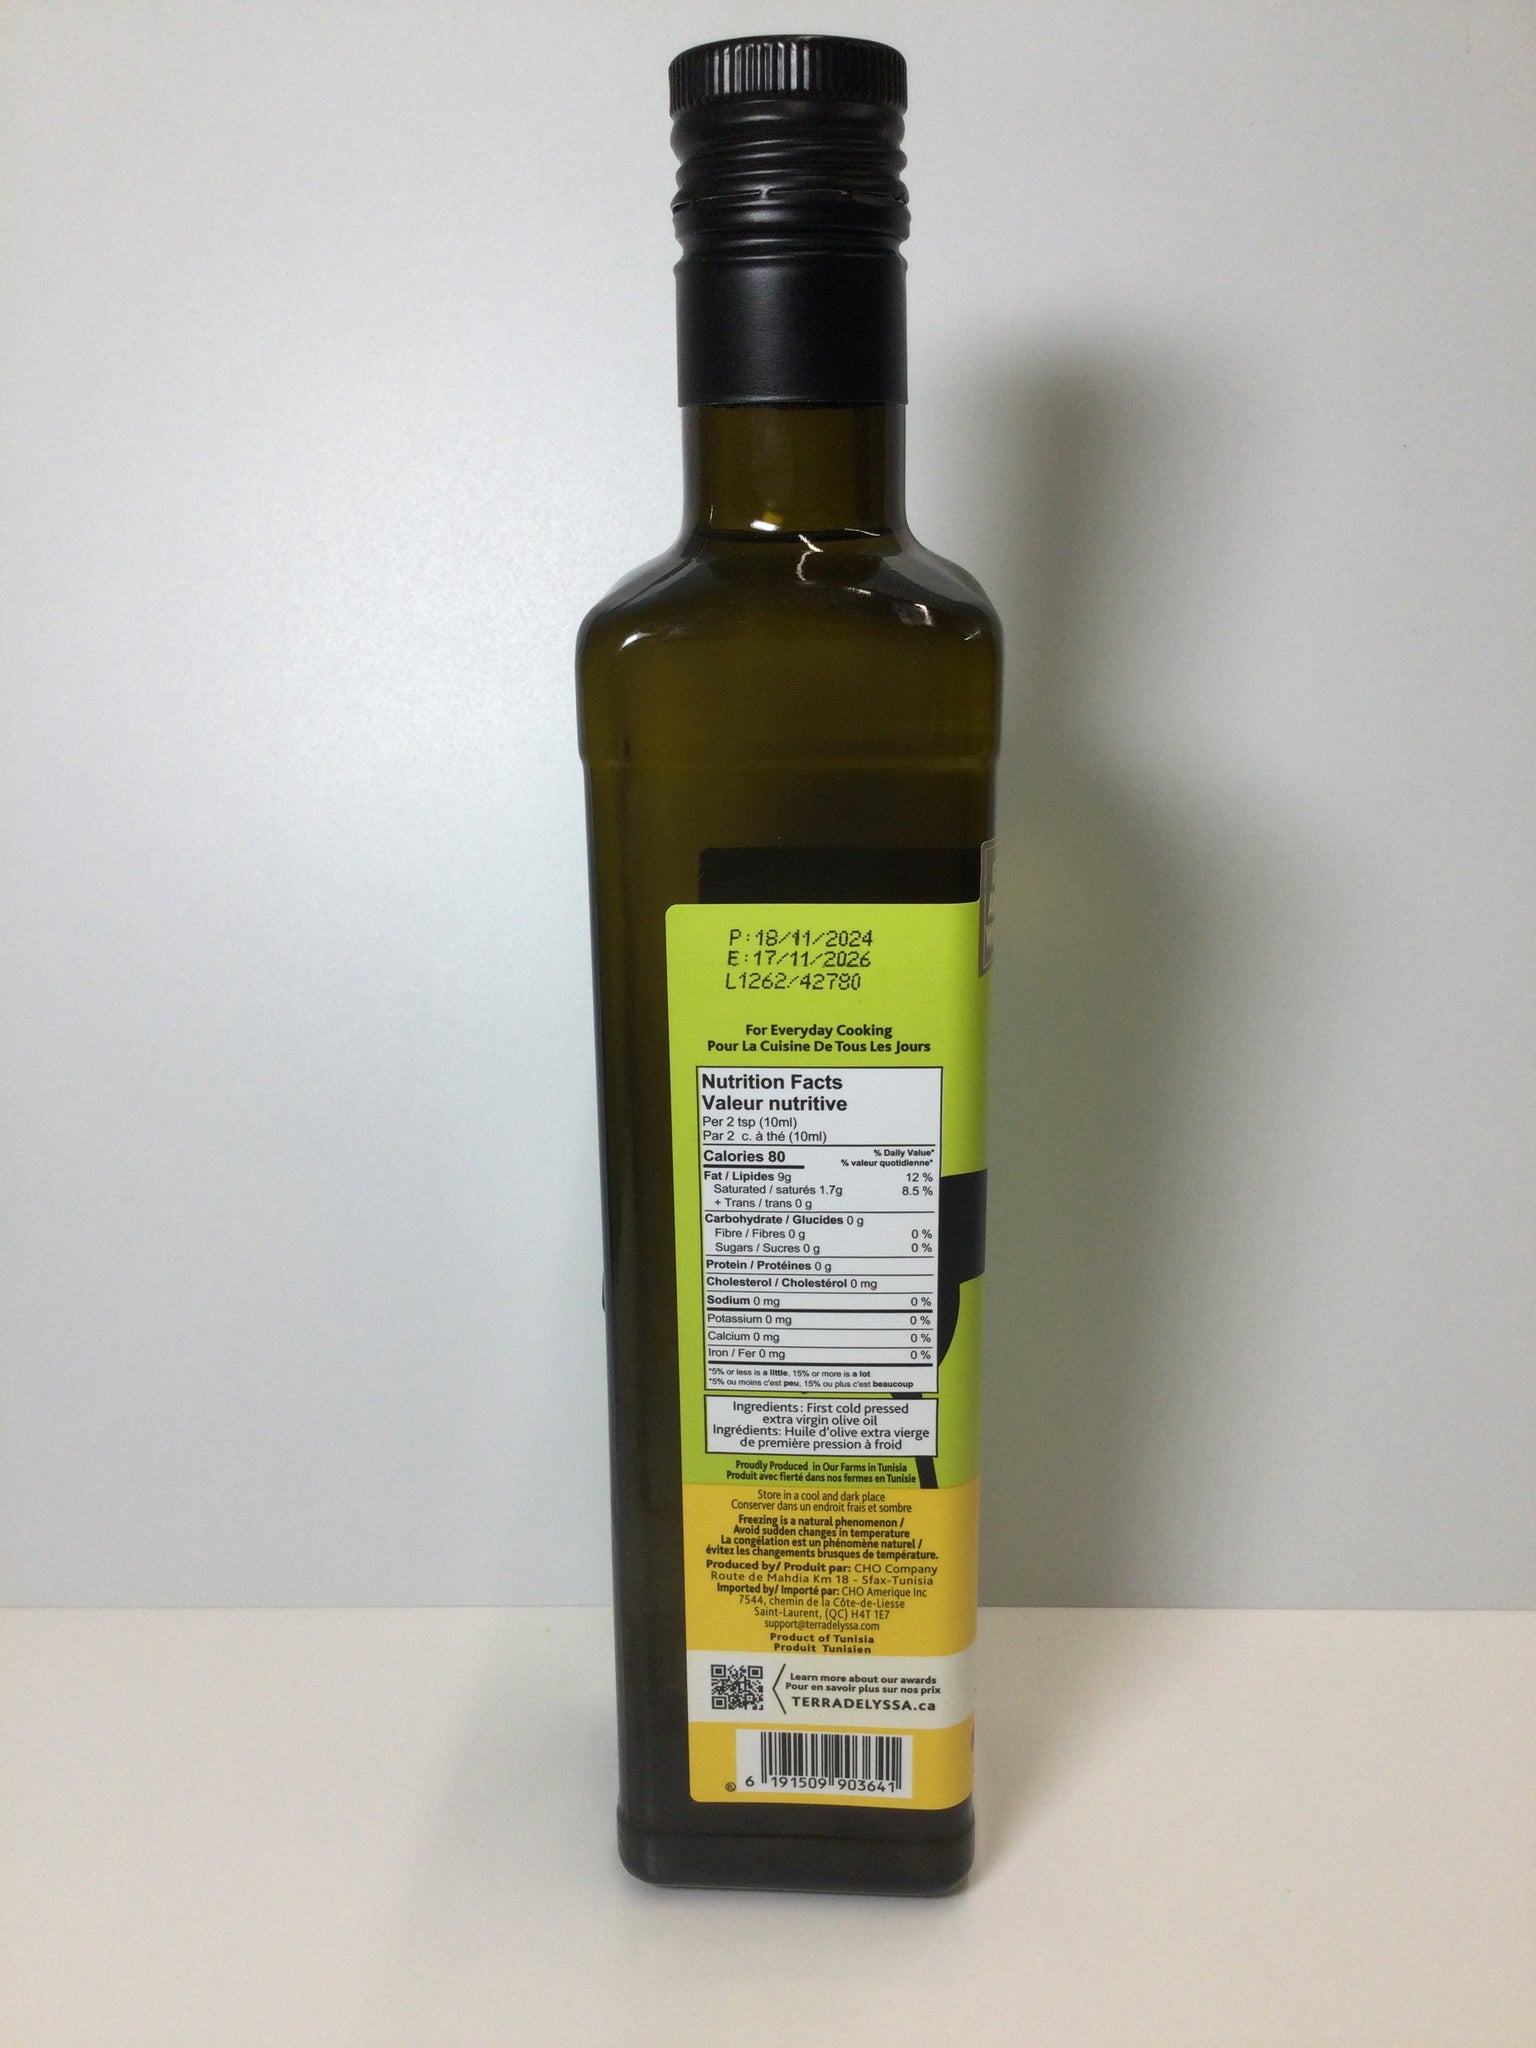 P:18/11/2024
E:17/11/2026
L1262/42780
For Everyday Cooking
Pour La Cuisine De Tous Les Jours
Nutrition Facts
Valeur nutritive
Per 2 tsp (10ml)
Par 2 c. à thé (10ml)
Calories 80
% Daily Value*
% valeur quotidienne*
Fat / Lipides 9g 12 %
Saturated / saturés 1.7g 8.5 %
+ Trans / trans 0 g
Carbohydrate / Glucides 0 g
Fibre / Fibres 0 g 0 %
Sugars / Sucres 0 g 0 %
Protein / Protéines 0 g
Cholesterol / Cholestérol 0 mg
Sodium 0 mg 0 %
Potassium 0 mg 0 %
Calcium 0 mg 0 %
Iron / Fer 0 mg 0 %
*5% or less is a little, 15% or more is a lot
*5% ou moins c'est peu, 15% ou plus c'est beaucoup
Ingredients: First cold pressed
extra virgin olive oil
Ingrédients: Huile d'olive extra vierge
de première pression à froid
Proudly Produced in Our Farms in Tunisia
Produit avec fierté dans nos fermes en Tunisie
Store in a cool and dark place
Conserver dans un endroit frais et sombre
Freezing is a natural phenomenon /
Avoid sudden changes in temperature
La congélation est un phénomène naturel /
évitez les changements brusques de température.
Produced by/ Produit par: CHO Company
Route de Mahdia Km 18 - Sfax-Tunisia
Imported by/ Importé par: CHO Amerique Inc
7544, chemin de la Côte-de-Liesse
Saint-Laurent, (QC) H4T 1E7
support@terradelyssa.com
Product of Tunisia
Produit Tunisien
Learn more about our awards
Pour en savoir plus sur nos prix
TERRADELYSSA.ca
6 191509 903641